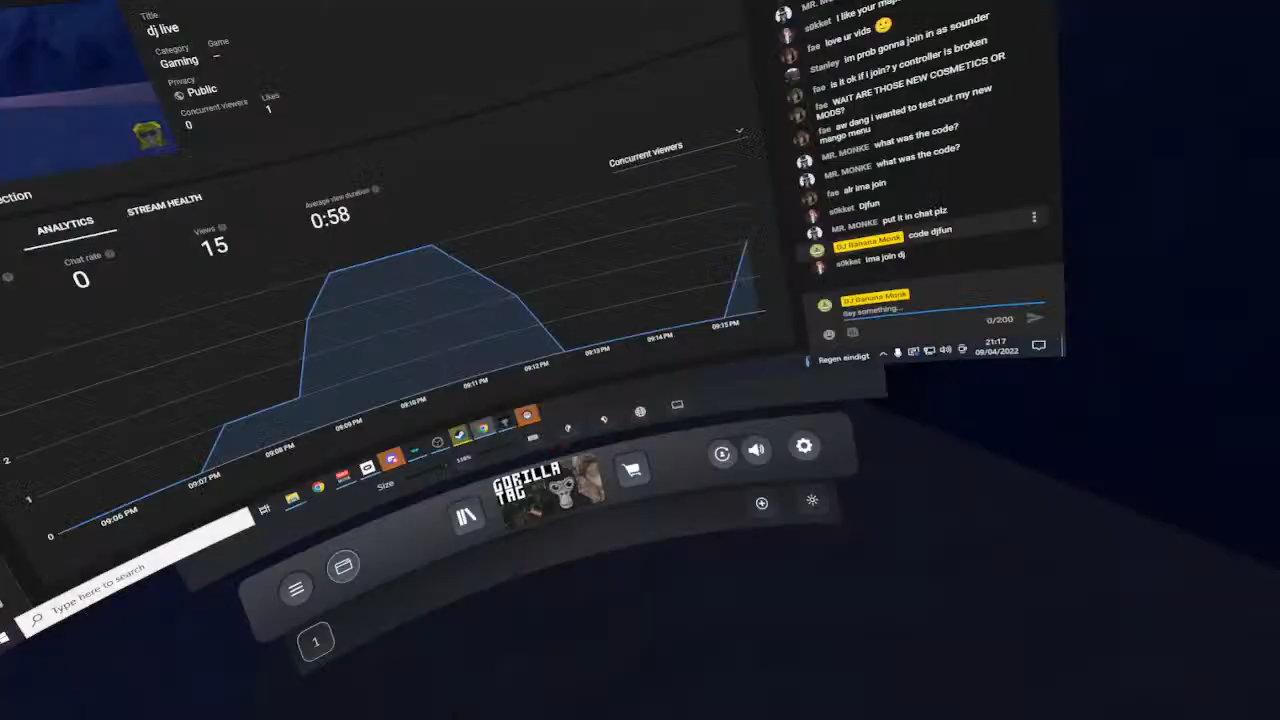 Title
dj live
Category
Game
Gaming
–
Privacy
Public
Concurrent viewers
Likes
0
1
ction
ANALYTICS
STREAM HEALTH
Chat rate
0
Views
15
Average view duration
0:58
Concurrent viewers
2
1
0
09:06 PM
09:07 PM
09:08 PM
09:09 PM
09:10 PM
09:11 PM
09:12 PM
09:13 PM
09:14 PM
09:15 PM
MR. MONKE
s0kket I like your map
fae love ur vids
Stanley im prob gonna join in as sounder
fae is it ok if i join? y controller is broken
fae WAIT ARE THOSE NEW COSMETICS OR
MODS?
fae aw dang i wanted to test out my new
mango menu
MR. MONKE what was the code?
MR. MONKE what was the code?
fae alr ima join
s0kket Djfun
MR. MONKE put it in chat plz
DJ Banana Monk code djfun
s0kket ima join dj
DJ Banana Monk
Say something...
0/200
Regen eindigt
21:17
09/04/2022
Type here to search
Size
116%
GORILLA
TAG
1